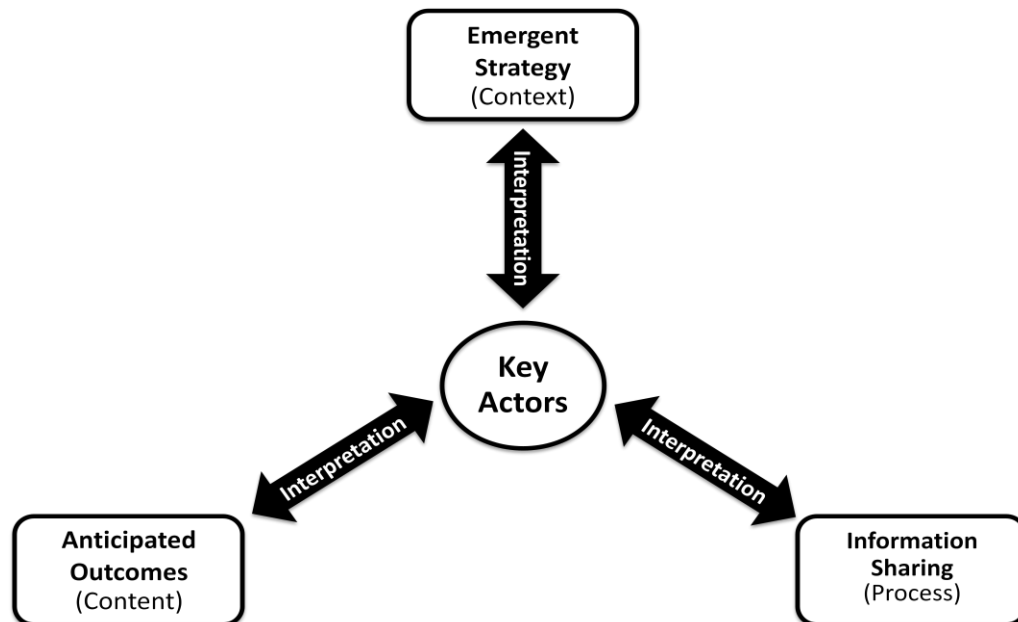 Emergent
Strategy
(Context)
Interpretation
Key
Actors
Interpretation
Interpretation
Anticipated
Outcomes
(Content)
Information
Sharing
(Process)